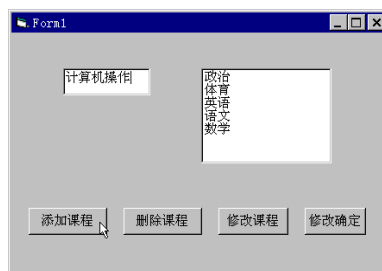 Form1
计算机操作
政治
体育
英语
语文
数学
添加课程 删除课程 修改课程 修改确定